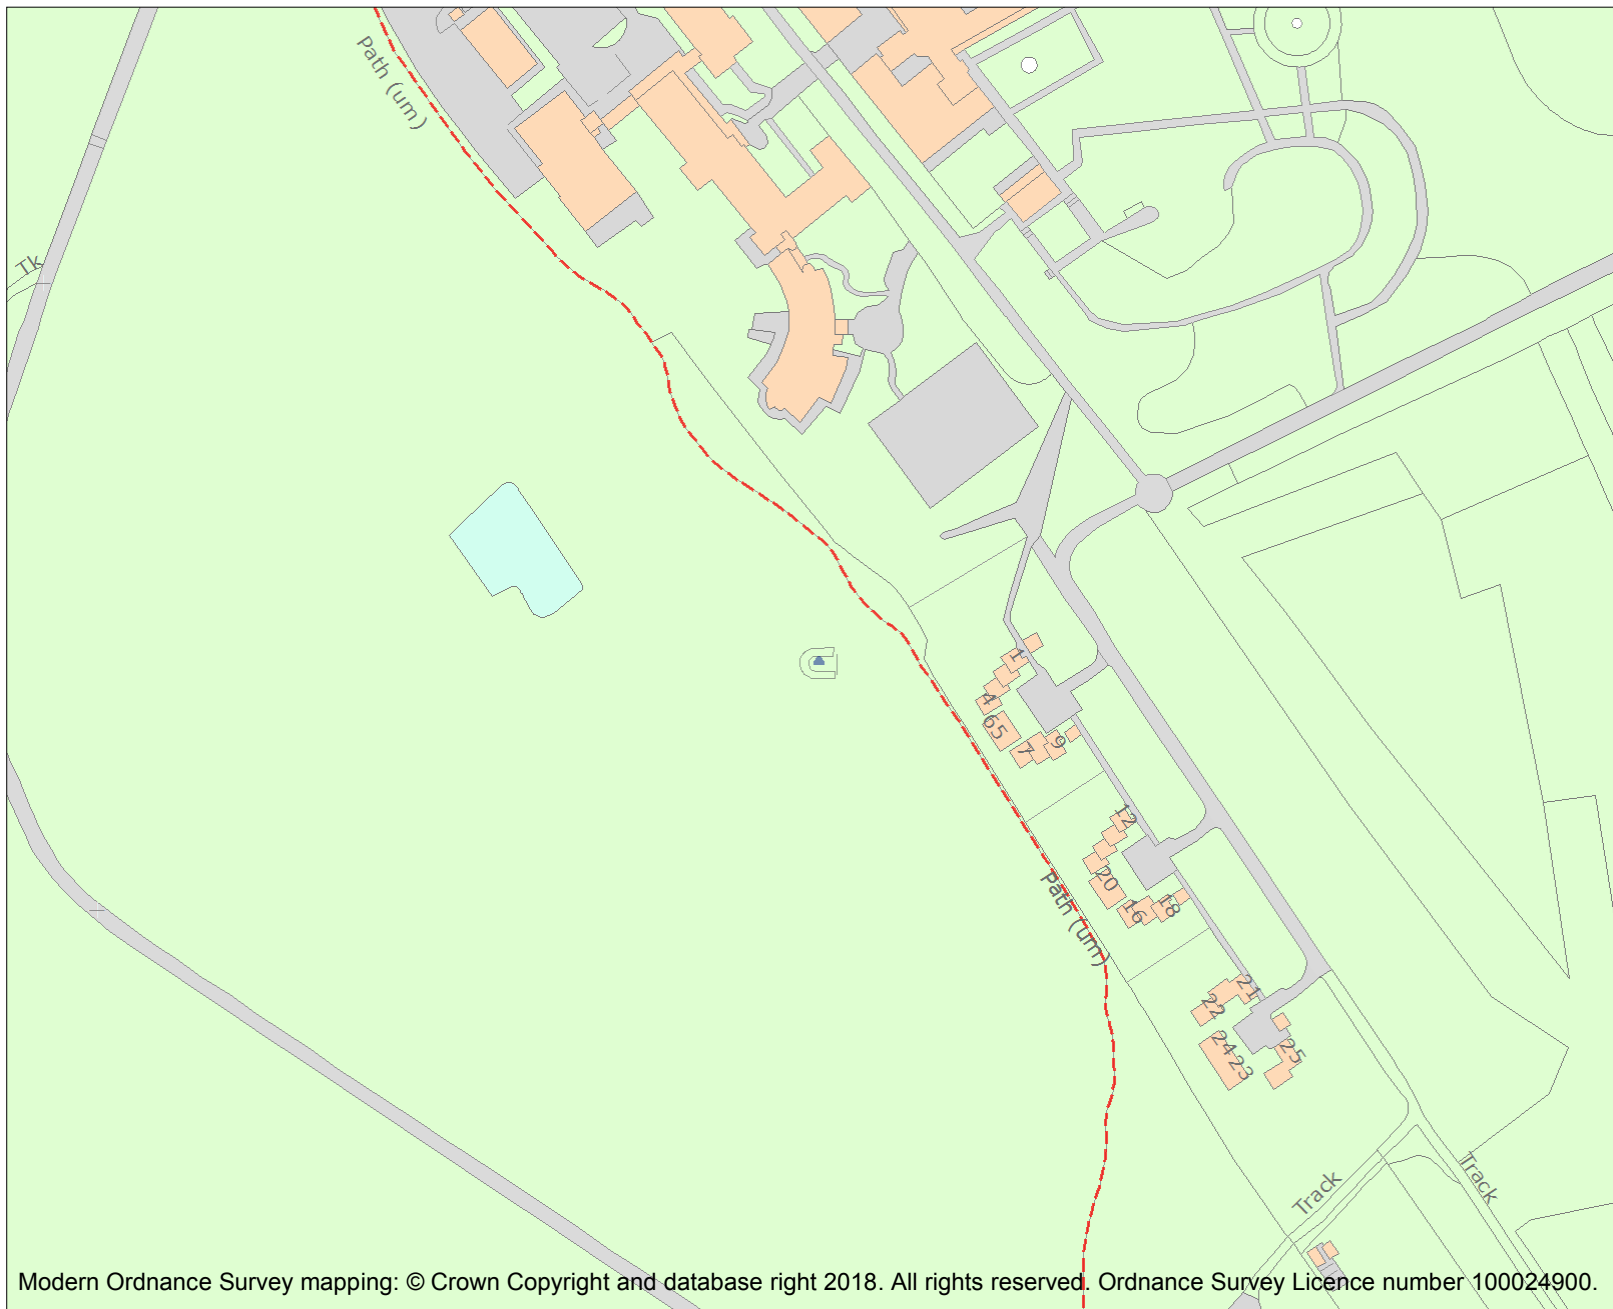 Path (um)
Tk
1
4
65
7
9
12
20
16
18
Path (um)
21
22
24
23
25
Track
Track
Modern Ordnance Survey mapping: © Crown Copyright and database right 2018. All rights reserved. Ordnance Survey Licence number 100024900.